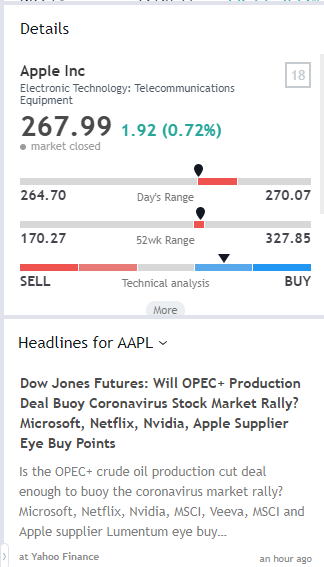 Details
Apple Inc
18
Electronic Technology: Telecommunications
Equipment
267.99 1.92 (0.72%)
market closed
264.70 Day's Range 270.07
170.27 52wk Range 327.85
SELL Technical analysis BUY
More
Headlines for AAPL
Dow Jones Futures: Will OPEC+ Production
Deal Buoy Coronavirus Stock Market Rally?
Microsoft, Netflix, Nvidia, Apple Supplier
Eye Buy Points
Is the OPEC+ crude oil production cut deal
enough to buoy the coronavirus market rally?
Microsoft, Netflix, Nvidia, MSCI, Veeva, MSCI and
Apple supplier Lumentum eye buy...
at Yahoo Finance an hour ago